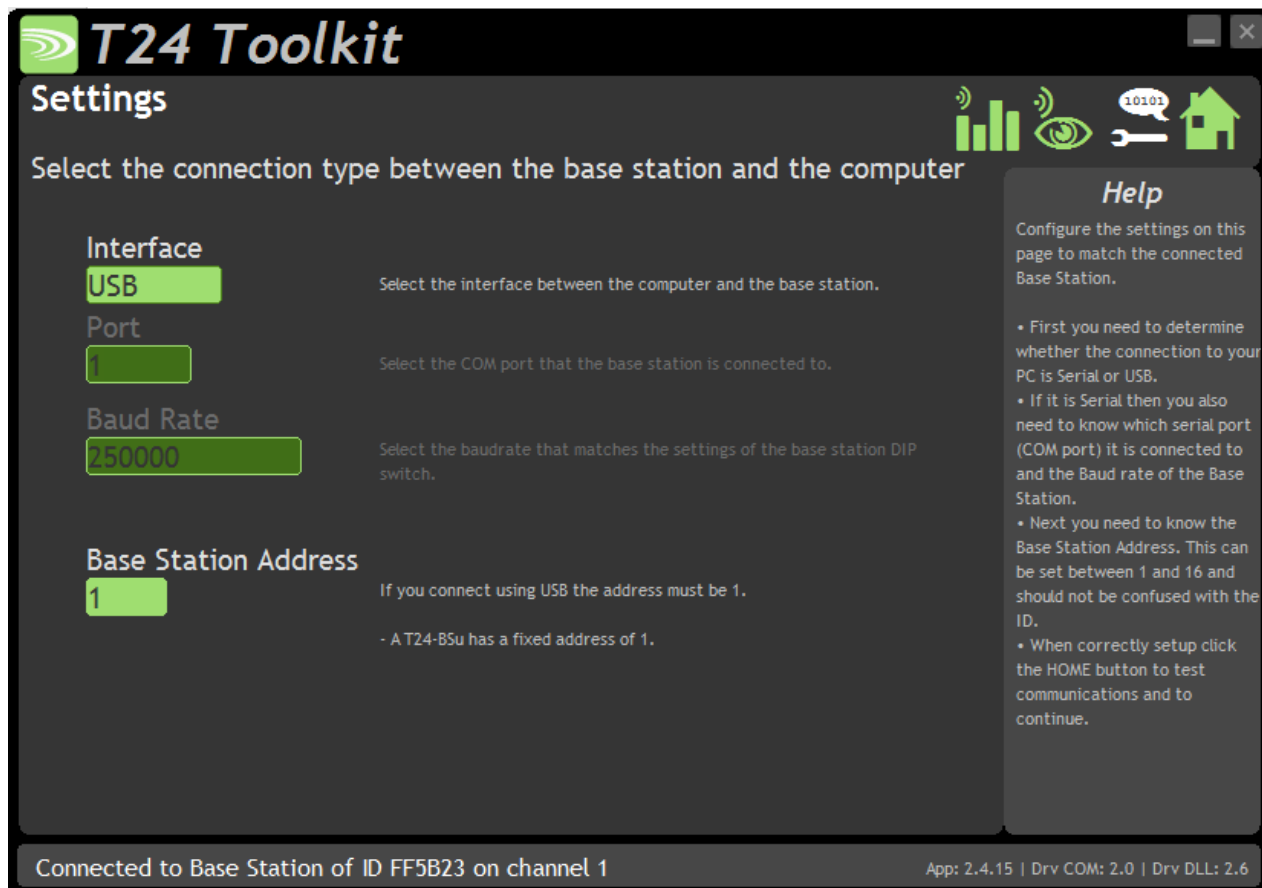 T24 Toolkit
Settings
10101
Select the connection type between the base station and the computer
Interface
USB
Select the interface between the computer and the base station.
Port
1
Select the COM port that the base station is connected to.
Baud Rate
250000
Select the baudrate that matches the settings of the base station DIP
switch.
Base Station Address
1
If you connect using USB the address must be 1.
- A T24-BSu has a fixed address of 1.
Help
Configure the settings on this
page to match the connected
Base Station.
• First you need to determine
whether the connection to your
PC is Serial or USB.
• If it is Serial then you also
need to know which serial port
(COM port) it is connected to
and the Baud rate of the Base
Station.
• Next you need to know the
Base Station Address. This can
be set between 1 and 16 and
should not be confused with the
ID.
• When correctly setup click
the HOME button to test
communications and to
continue.
Connected to Base Station of ID FF5B23 on channel 1
App: 2.4.15 | Drv COM: 2.0 | Drv DLL: 2.6